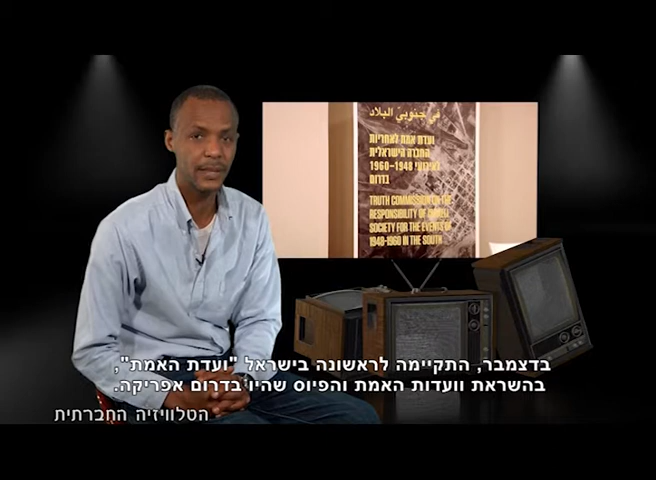 في جنوبيّ البلاد
ועדת אמת לאחריות
החברה הישראלית
לאירועי 1948–1960
בדרום
TRUTH COMMISSION ON THE
RESPONSIBILITY OF ISRAELI
SOCIETY FOR THE EVENTS OF
1948-1960 IN THE SOUTH
בדצמבר, התקיימה לראשונה בישראל "ועדת האמת",
בהשראת וועדות האמת והפיוס שהיו בדרום אפריקה.
הטלוויזיה החברתית